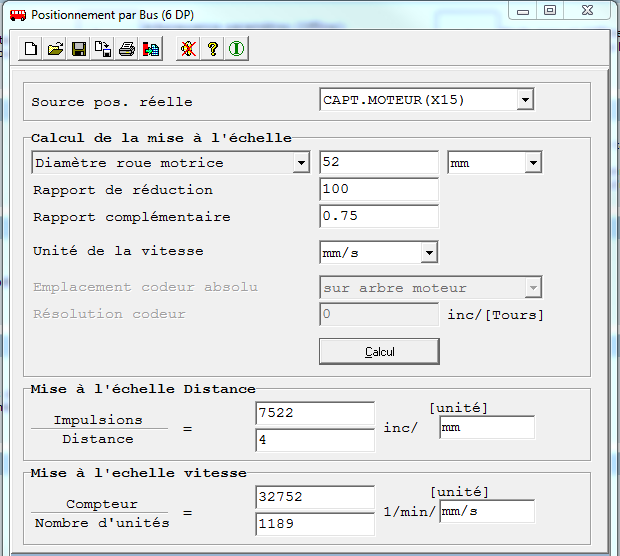 Positionnement par Bus (6 DP)
Source pos. réelle CAPT.MOTEUR(X15)
Calcul de la mise à l'échelle
Diamètre roue motrice 52 mm
Rapport de réduction 100
Rapport complémentaire 0.75
Unité de la vitesse mm/s
Emplacement codeur absolu sur arbre moteur
Résolution codeur 0 inc/[Tours]
Calcul
Mise à l'échelle Distance
Impulsions 7522 [unité]
Distance = 4 inc/ mm
Mise à l'echelle vitesse
Compteur 32752 [unité]
Nombre d'unités = 1189 1/min/ mm/s